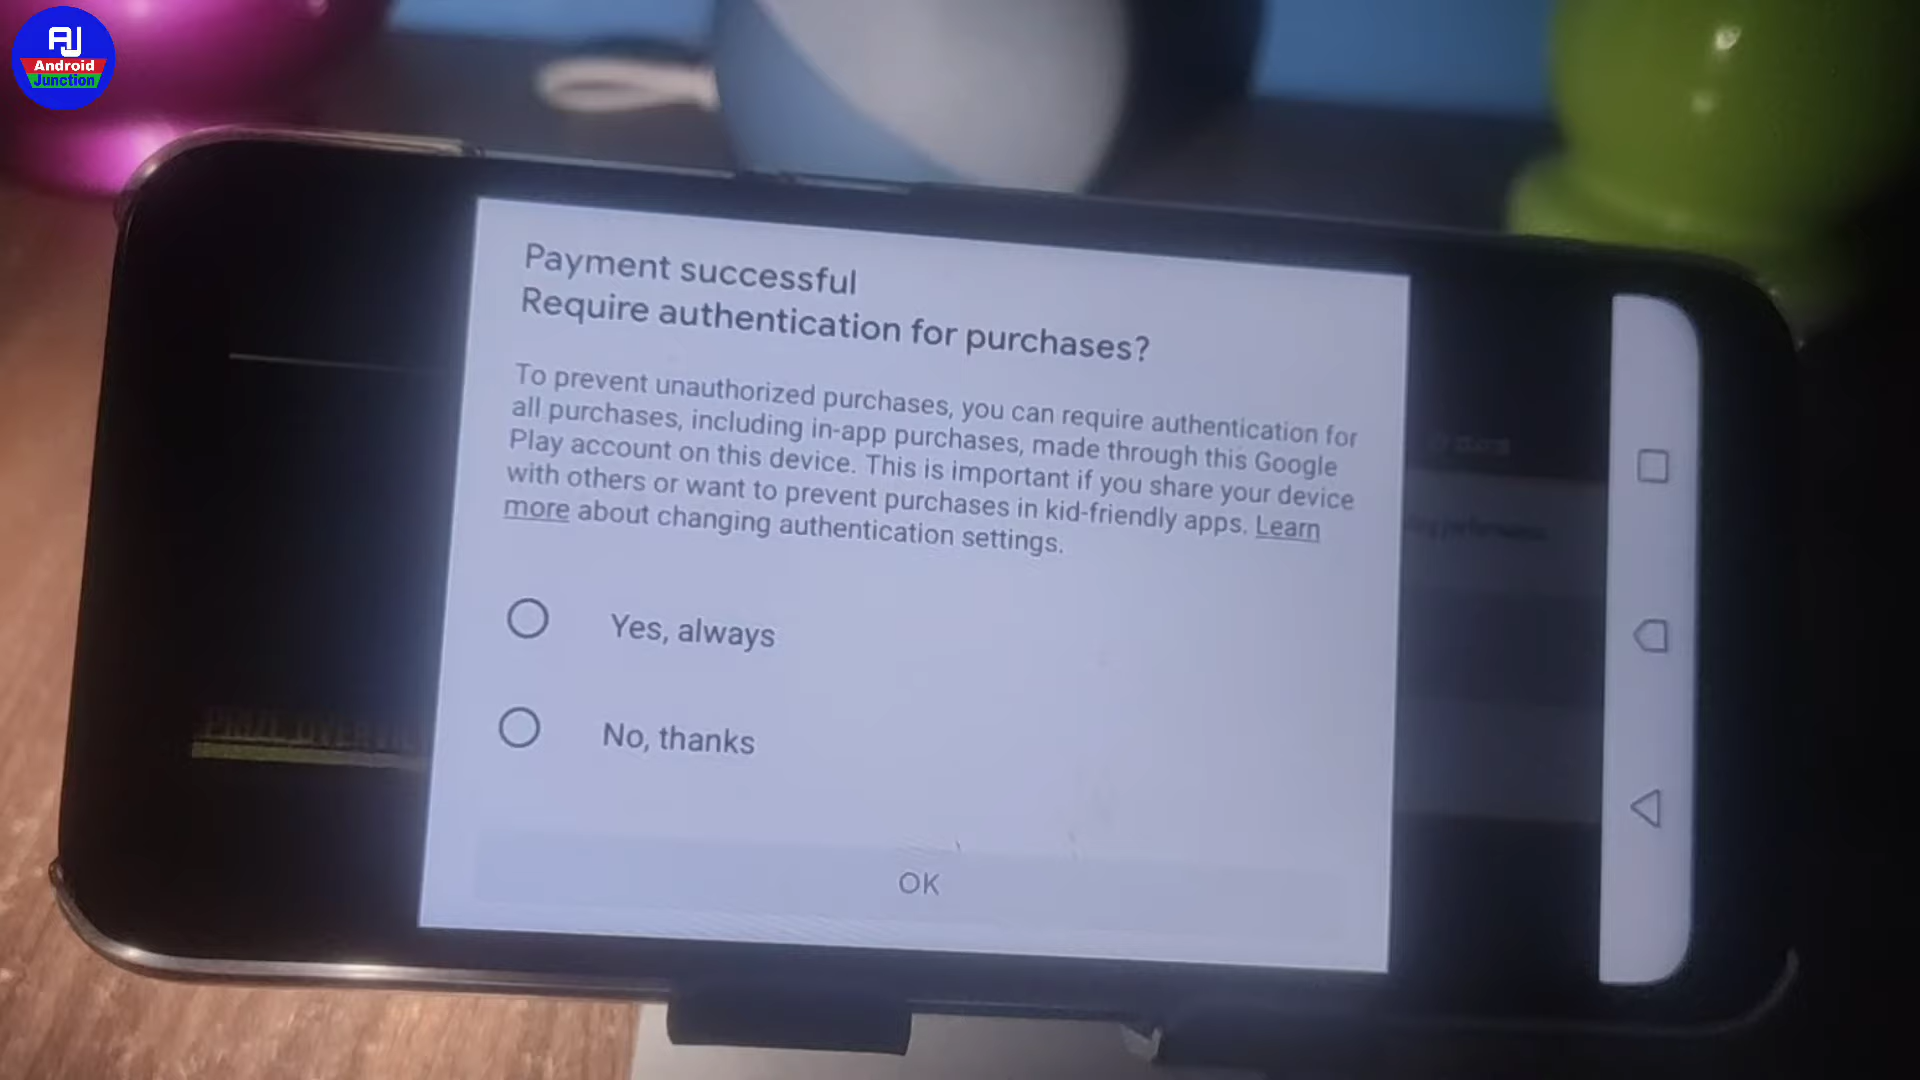 AJ
Android
Junction
Payment successful
Require authentication for purchases?
To prevent unauthorized purchases, you can require authentication for
all purchases, including in-app purchases, made through this Google
Play account on this device. This is important if you share your device
with others or want to prevent purchases in kid-friendly apps. Learn
more about changing authentication settings.
Yes, always
No, thanks
OK